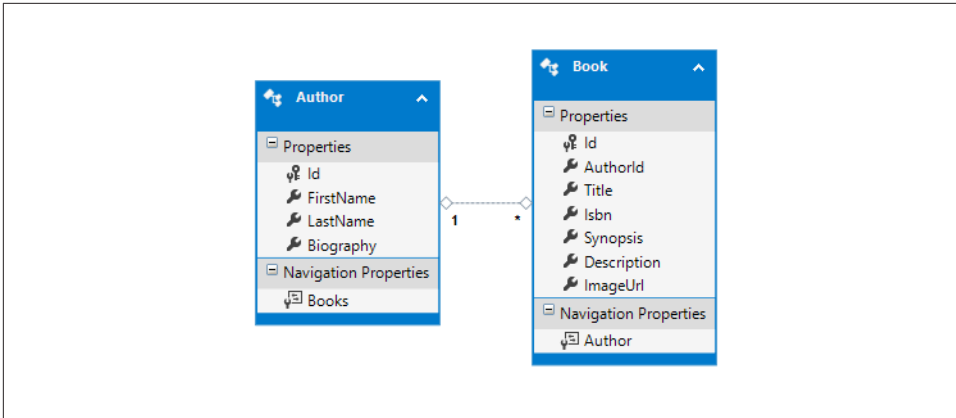 Author
Properties
Id
FirstName
LastName
Biography
Navigation Properties
Books
1
*
Book
Properties
Id
AuthorId
Title
Isbn
Synopsis
Description
ImageUrl
Navigation Properties
Author